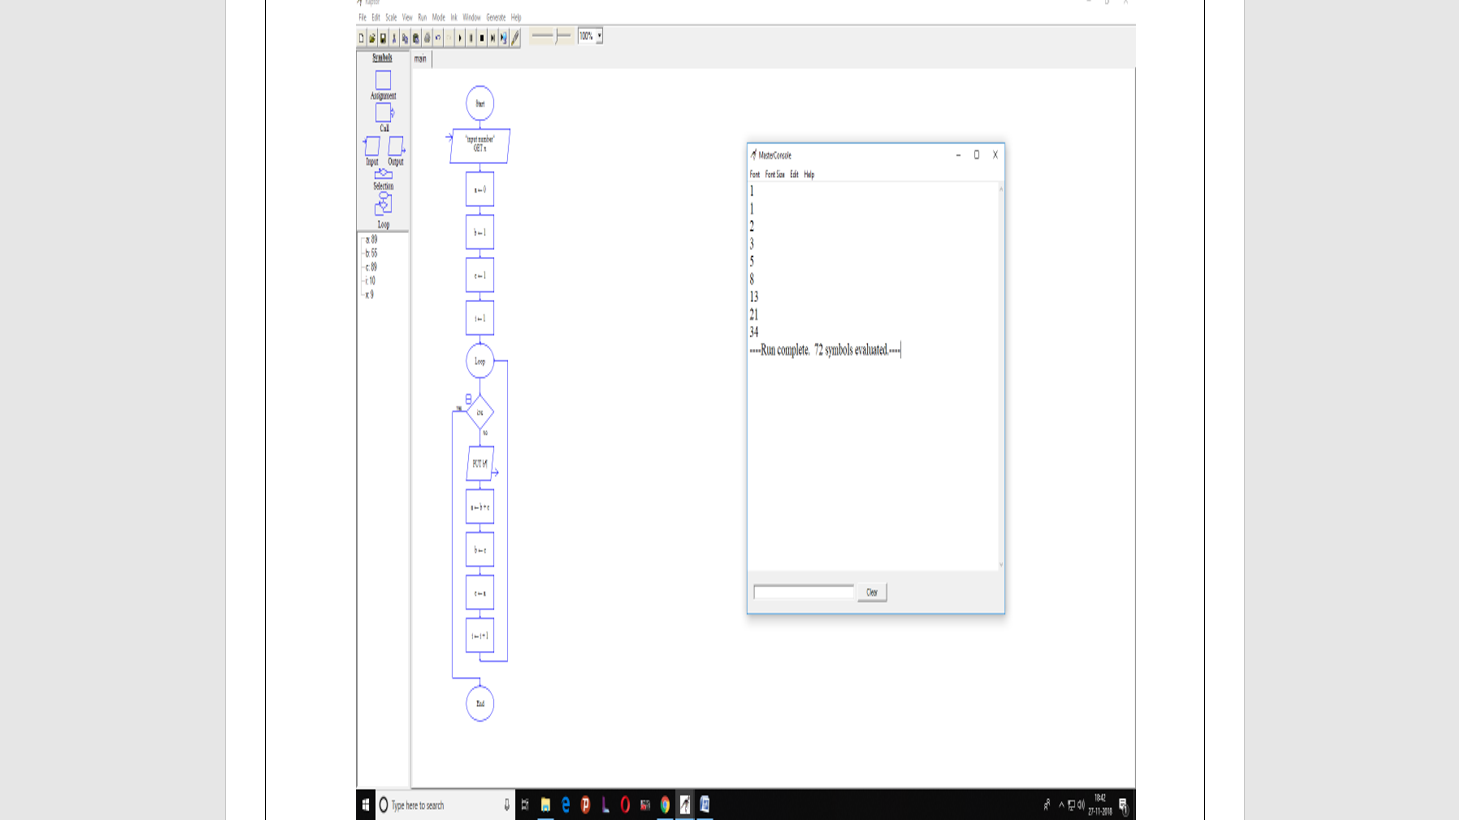 Raptor
File Edit Scale View Run Mode Ink Window Generate Help
100%
Symbols
main
Assignment
Call
Input Output
Selection
Loop
a: 89
b: 55
c: 89
i: 10
x: 9
Start
"input number"
GET x
a ← 0
b ← 1
c ← 1
i ← 1
Loop
Yes
i>x
No
PUT b¶
a ← b + c
b ← c
c ← a
i ← i + 1
End
MasterConsole
Font Font Size Edit Help
1
1
2
3
5
8
13
21
34
----Run complete. 72 symbols evaluated.----
Clear
Type here to search
18:42
27-11-2018